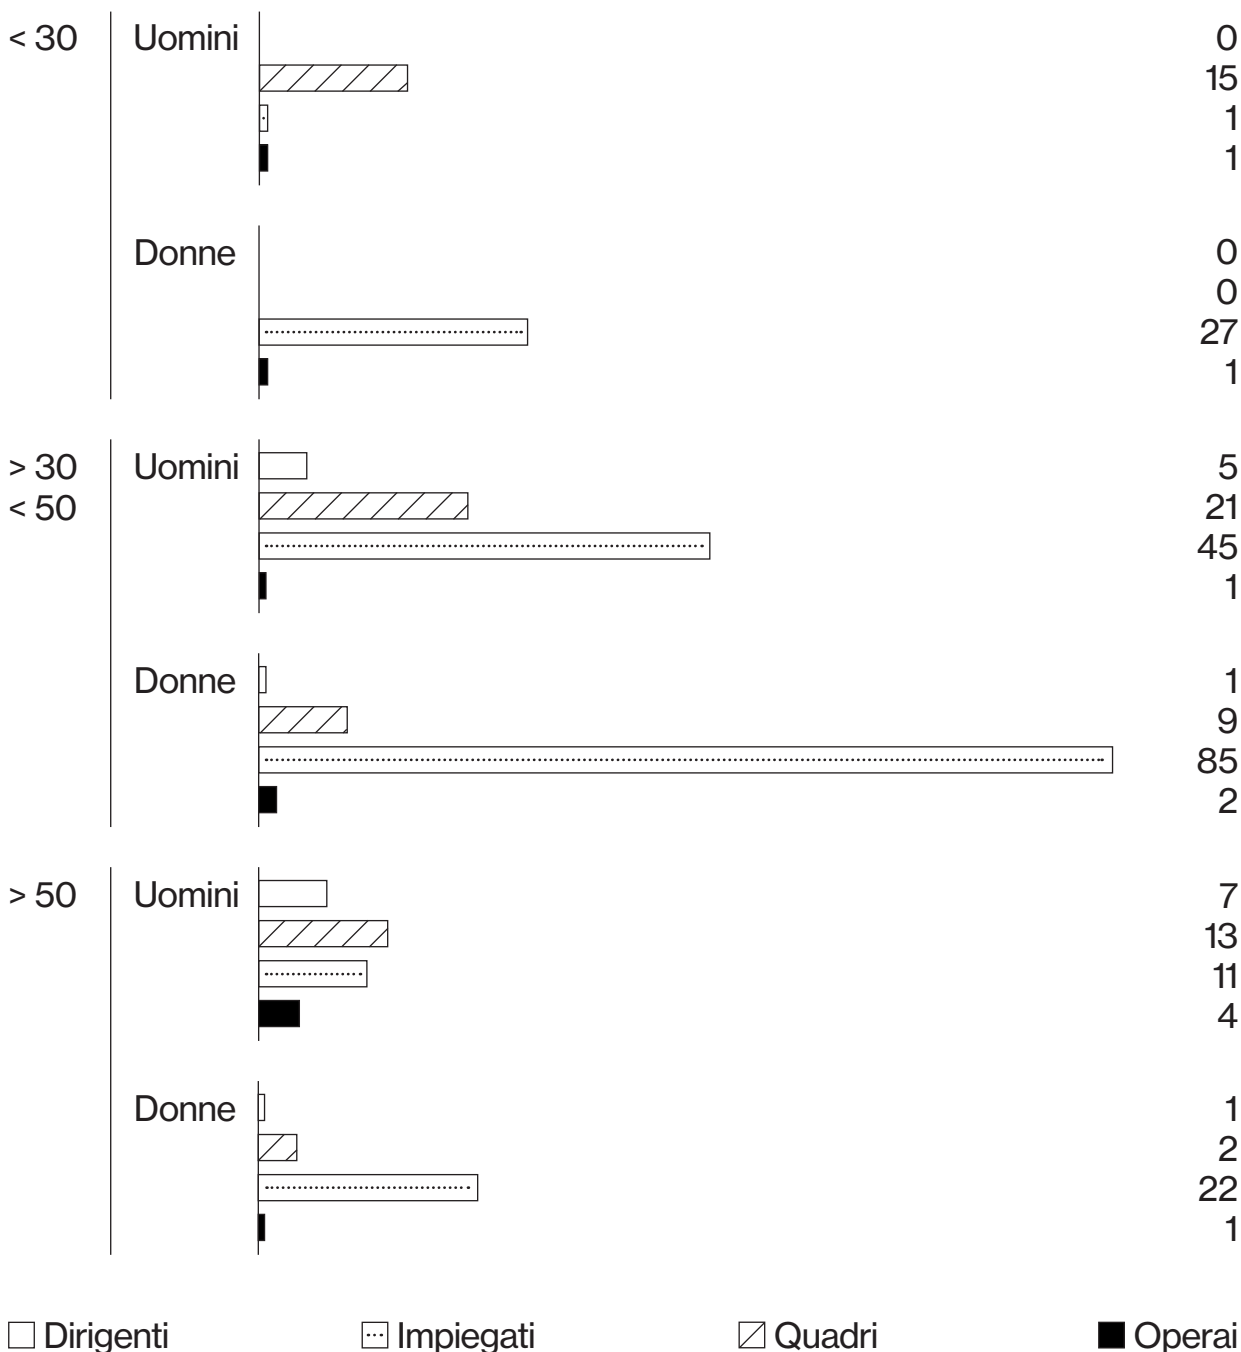 < 30 Uomini 0
15
1
1
Donne 0
0
27
1
> 30 Uomini 5
< 50 21
45
1
Donne 1
9
85
2
> 50 Uomini 7
13
11
4
Donne 1
2
22
1
Dirigenti Impiegati Quadri Operai